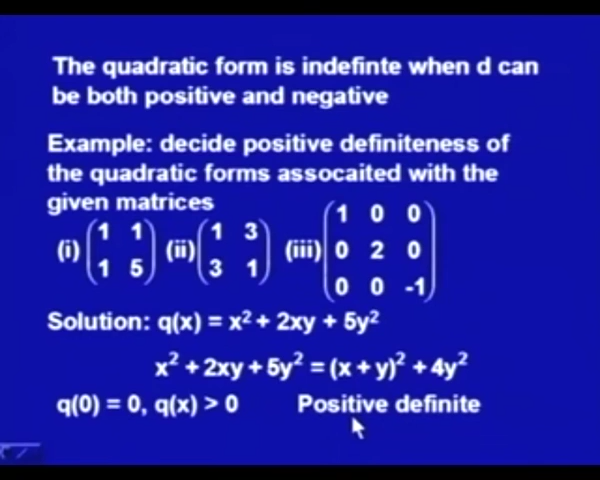 The quadratic form is indefinte when d can
be both positive and negative
Example: decide positive definiteness of
the quadratic forms assocaited with the
given matrices
(i) (1 1 (ii) (1 3 (iii) (1 0 0
1 5) 3 1) 0 2 0
0 0 -1)
Solution: q(x) = x² + 2xy + 5y²
x² + 2xy + 5y² = (x + y)² + 4y²
q(0) = 0, q(x) > 0 Positive definite